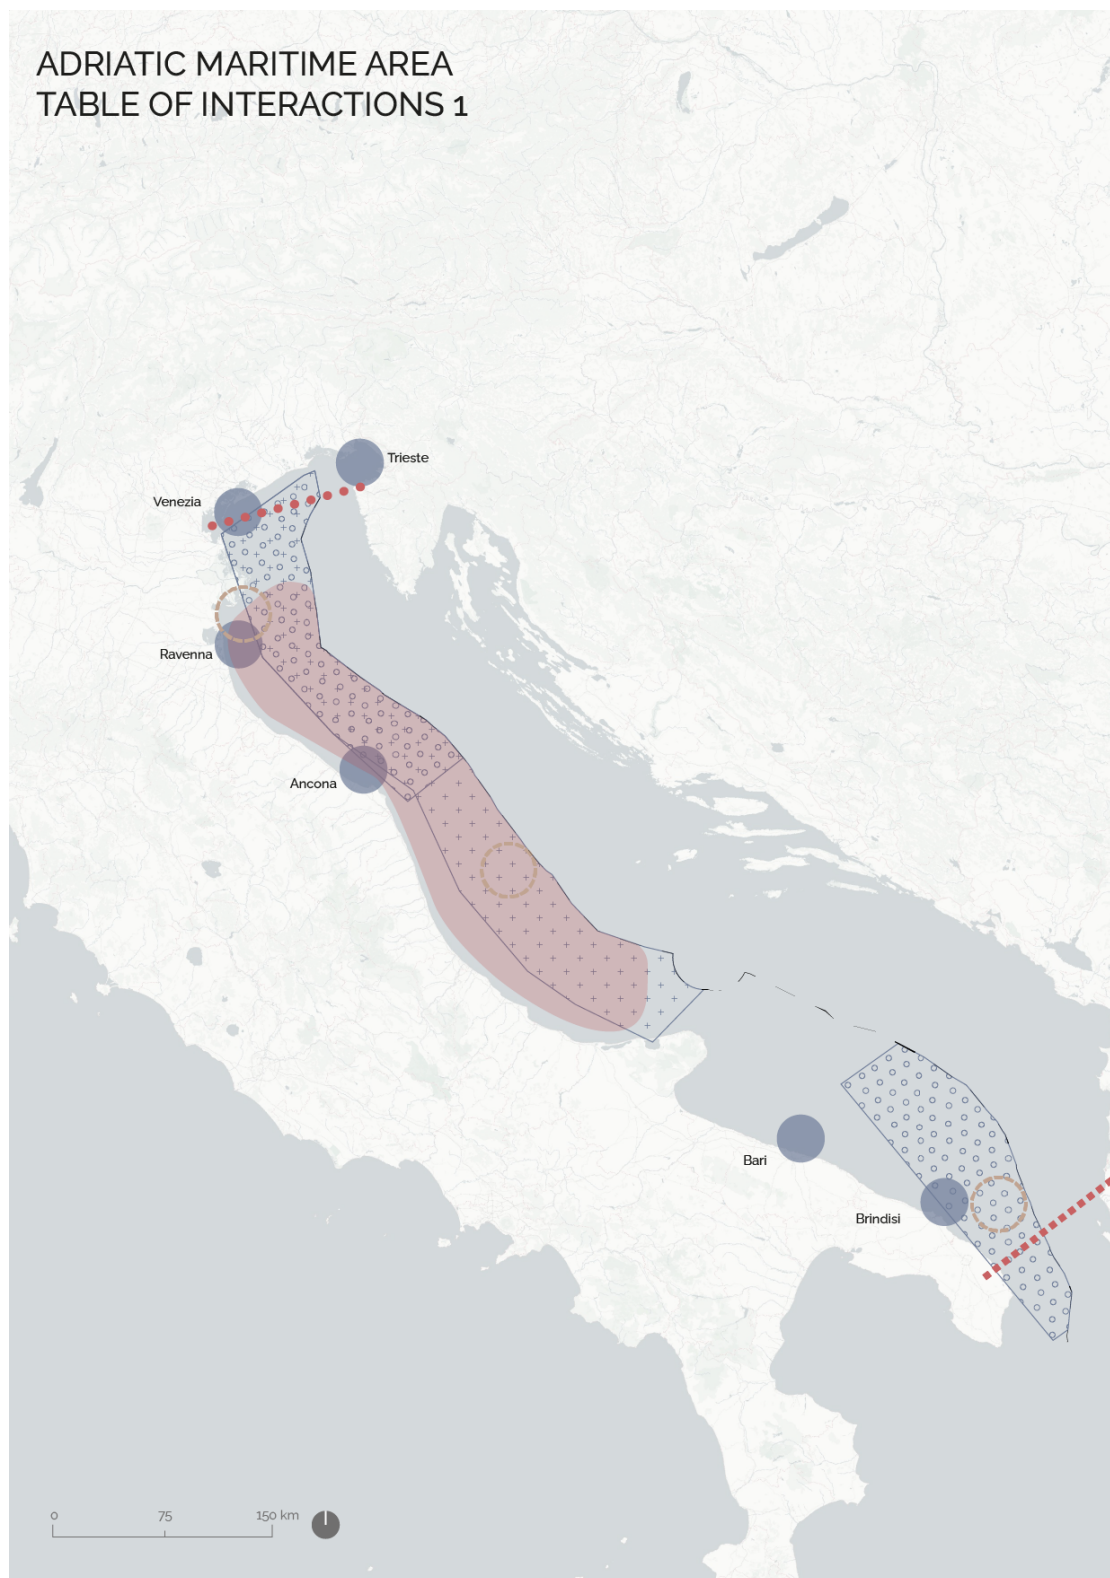 ADRIATIC MARITIME AREA
TABLE OF INTERACTIONS 1
Trieste
Venezia
Ravenna
Ancona
Bari
Brindisi
0 75 150 km